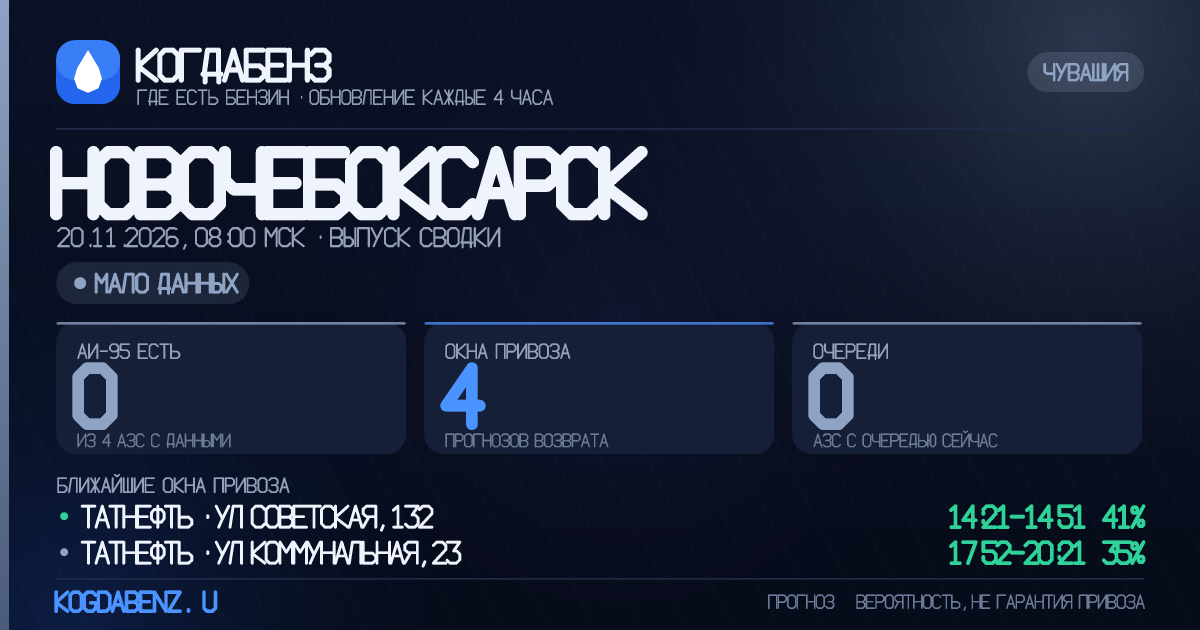 КОГДАБЕНЗ
ГДЕ ЕСТЬ БЕНЗИН · ОБНОВЛЕНИЕ КАЖДЫЕ 4 ЧАСА
ЧУВАШИЯ
НОВОЧЕБОКСАРСК
20.11.2026, 08:00 МСК · ВЫПУСК СВОДКИ
МАЛО ДАННЫХ
АИ-95 ЕСТЬ
0
ИЗ 4 АЗС С ДАННЫМИ
ОКНА ПРИВОЗА
4
ПРОГНОЗОВ ВОЗВРАТА
ОЧЕРЕДИ
0
АЗС С ОЧЕРЕДЬЮ СЕЙЧАС
БЛИЖАЙШИЕ ОКНА ПРИВОЗА
• ТАТНЕФТЬ · УЛ СОВЕТСКАЯ, 132 14:21-14:51 41%
• ТАТНЕФТЬ · УЛ КОММУНАЛЬНАЯ, 23 17:52-20:21 35%
KOGDABENZ. U
ПРОГНОЗ ВЕРОЯТНОСТЬ, НЕ ГАРАНТИЯ ПРИВОЗА